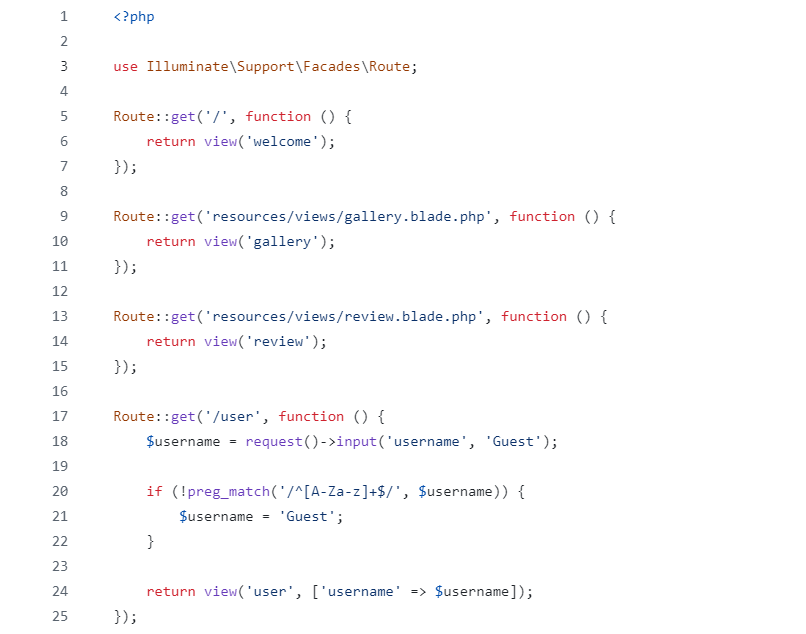 1 <?php
2
3 use Illuminate\Support\Facades\Route;
4
5 Route::get('/', function () {
6     return view('welcome');
7 });
8
9 Route::get('resources/views/gallery.blade.php', function () {
10     return view('gallery');
11 });
12
13 Route::get('resources/views/review.blade.php', function () {
14     return view('review');
15 });
16
17 Route::get('/user', function () {
18     $username = request()->input('username', 'Guest');
19
20     if (!preg_match('/^[A-Za-z]+$/', $username)) {
21         $username = 'Guest';
22     }
23
24     return view('user', ['username' => $username]);
25 });